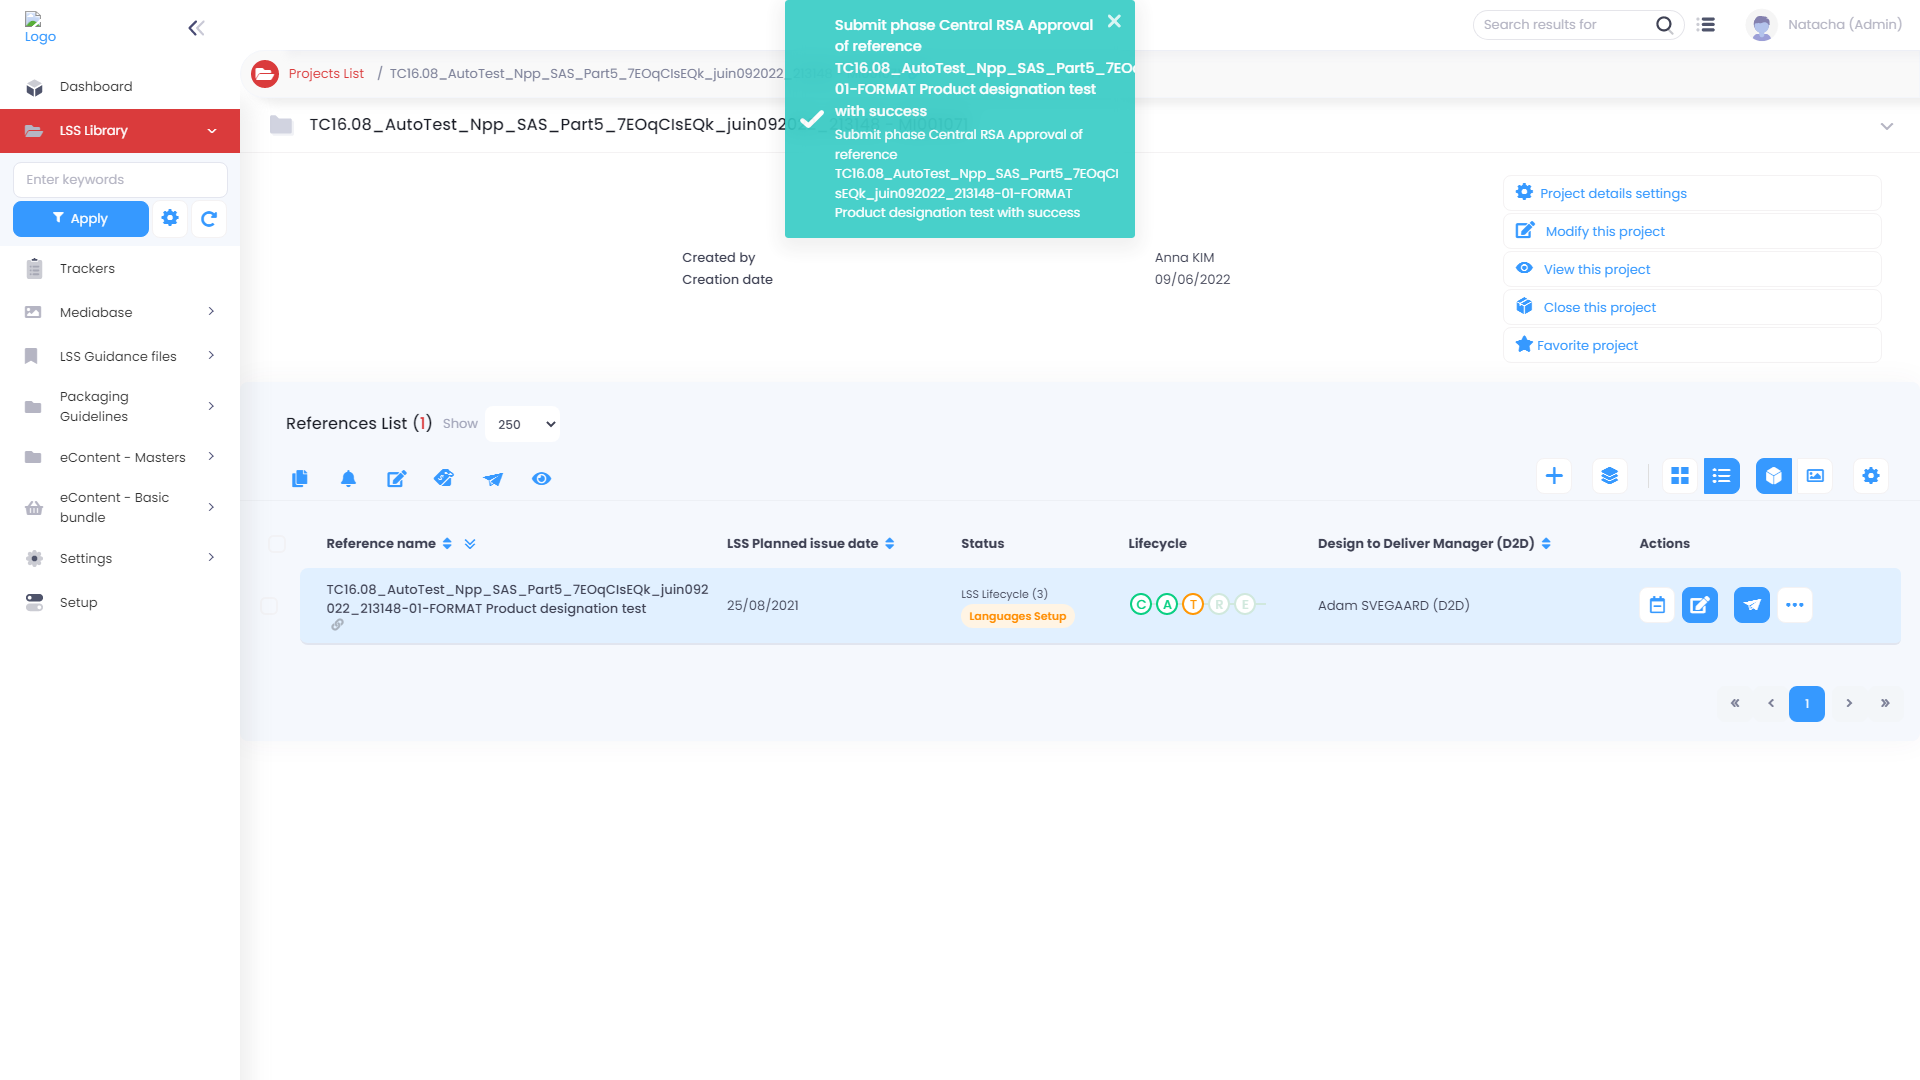 Logo
Submit phase Central RSA Approval
of reference
TC16.08_AutoTest_Npp_SAS_Part5_7EO
01-FORMAT Product designation test
with success
Submit phase Central RSA Approval of
reference
TC16.08_AutoTest_Npp_SAS_Part5_7EOqCI
sEQk_juin092022_213148-01-FORMAT
Product designation test with success
Search results for
Natacha (Admin)
Projects List / TC16.08_AutoTest_Npp_SAS_Part5_7EOqCIsEQk_juin092022_
TC16.08_AutoTest_Npp_SAS_Part5_7EOqCIsEQk_juin092022_213148 -
Dashboard
LSS Library
Enter keywords
Apply
Trackers
Mediabase
LSS Guidance files
Packaging
Guidelines
eContent - Masters
eContent - Basic
bundle
Settings
Setup
Created by
Anna KIM
Creation date
09/06/2022
Project details settings
Modify this project
View this project
Close this project
Favorite project
References List (1) Show 250
Reference name
LSS Planned issue date
Status
Lifecycle
Design to Deliver Manager (D2D)
Actions
TC16.08_AutoTest_Npp_SAS_Part5_7EOqCIsEQk_juin092
022_213148-01-FORMAT Product designation test
25/08/2021
LSS Lifecycle (3)
Languages Setup
C A T R E
Adam SVEGAARD (D2D)
« ‹ 1 › »